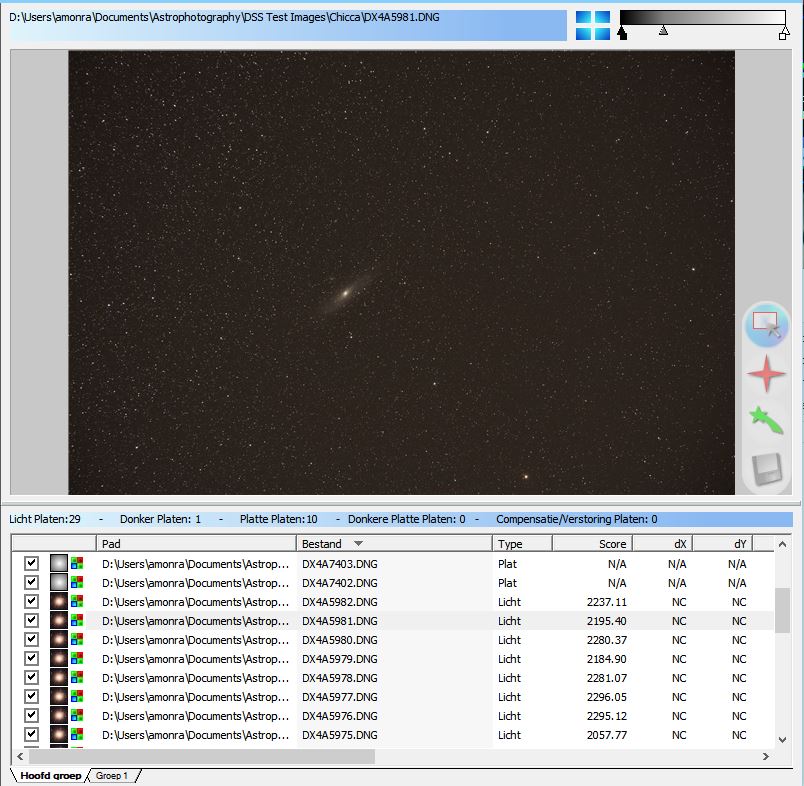 D:\Users\amonra\Documents\Astrophotography\DSS Test Images\Chicca\DX4A5981.DNG
Licht Platen:29 - Donker Platen: 1 - Platte Platen:10 - Donkere Platte Platen: 0 - Compensatie/Verstoring Platen: 0
Pad Bestand Type Score dX dY
D:\Users\amonra\Documents\Astrop... DX4A7403.DNG Plat N/A N/A N/A
D:\Users\amonra\Documents\Astrop... DX4A7402.DNG Plat N/A N/A N/A
D:\Users\amonra\Documents\Astrop... DX4A5982.DNG Licht 2237.11 NC NC
D:\Users\amonra\Documents\Astrop... DX4A5981.DNG Licht 2195.40 NC NC
D:\Users\amonra\Documents\Astrop... DX4A5980.DNG Licht 2280.37 NC NC
D:\Users\amonra\Documents\Astrop... DX4A5979.DNG Licht 2184.90 NC NC
D:\Users\amonra\Documents\Astrop... DX4A5978.DNG Licht 2281.07 NC NC
D:\Users\amonra\Documents\Astrop... DX4A5977.DNG Licht 2296.05 NC NC
D:\Users\amonra\Documents\Astrop... DX4A5976.DNG Licht 2295.12 NC NC
D:\Users\amonra\Documents\Astrop... DX4A5975.DNG Licht 2057.77 NC NC
Hoofd groep Groep 1